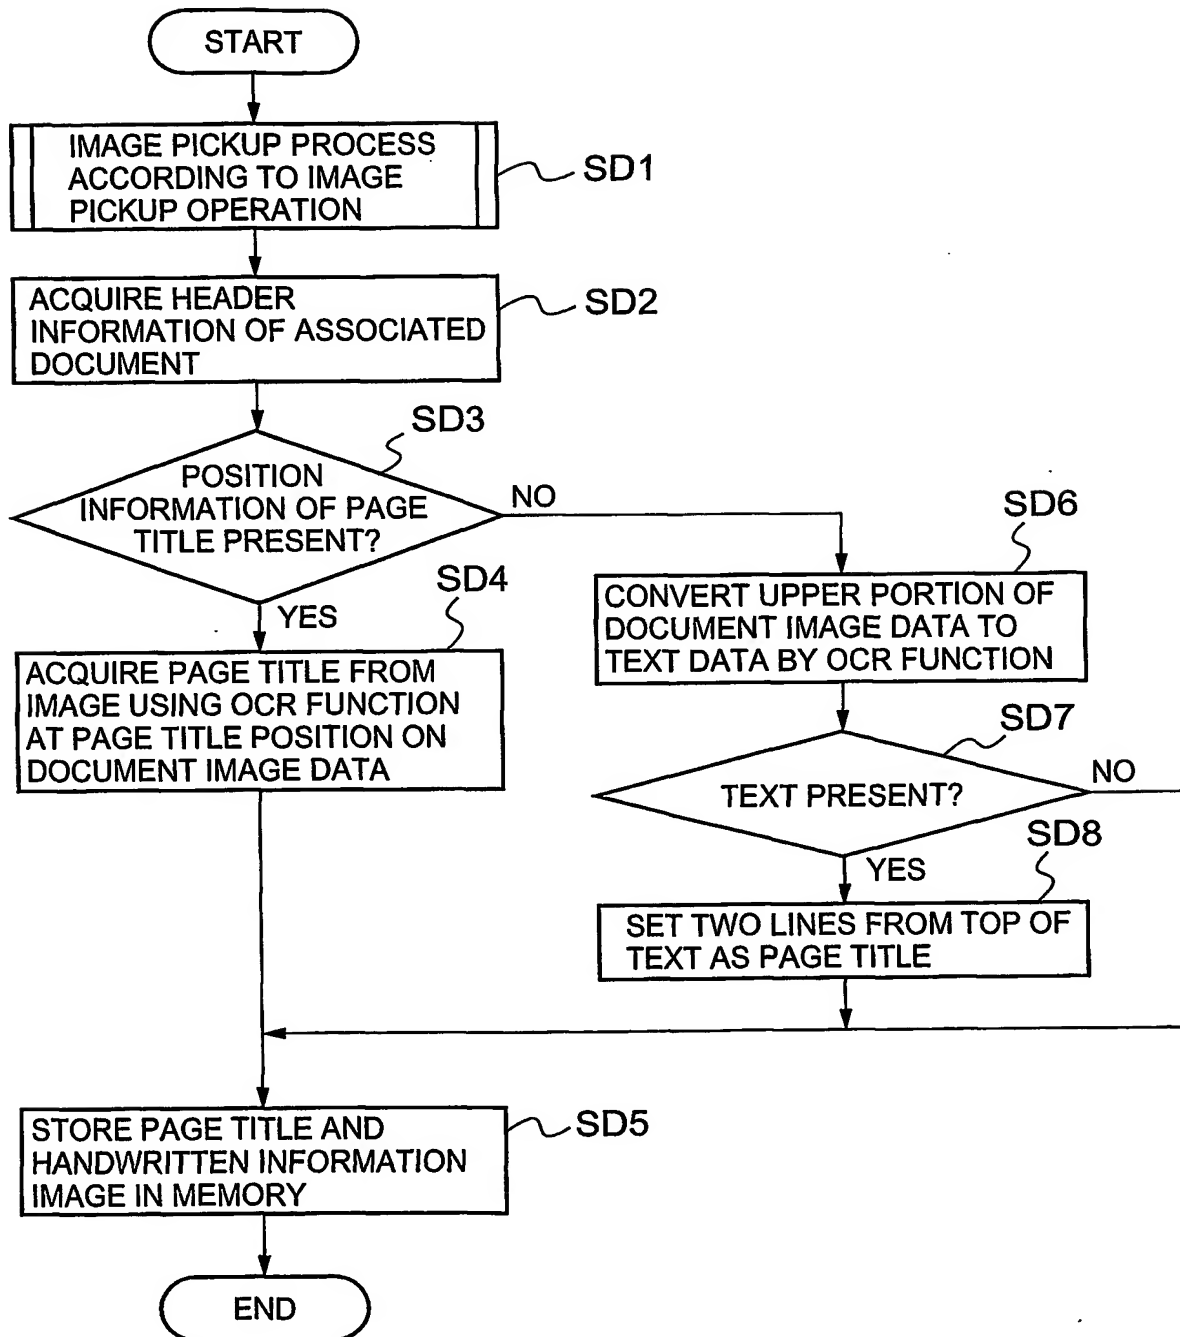 START
IMAGE PICKUP PROCESS
ACCORDING TO IMAGE
PICKUP OPERATION
SD1
ACQUIRE HEADER
INFORMATION OF ASSOCIATED
DOCUMENT
SD2
SD3
POSITION
INFORMATION OF PAGE
TITLE PRESENT?
NO
YES
SD4
ACQUIRE PAGE TITLE FROM
IMAGE USING OCR FUNCTION
AT PAGE TITLE POSITION ON
DOCUMENT IMAGE DATA
SD6
CONVERT UPPER PORTION OF
DOCUMENT IMAGE DATA TO
TEXT DATA BY OCR FUNCTION
SD7
TEXT PRESENT?
NO
YES
SD8
SET TWO LINES FROM TOP OF
TEXT AS PAGE TITLE
STORE PAGE TITLE AND
HANDWRITTEN INFORMATION
IMAGE IN MEMORY
SD5
END